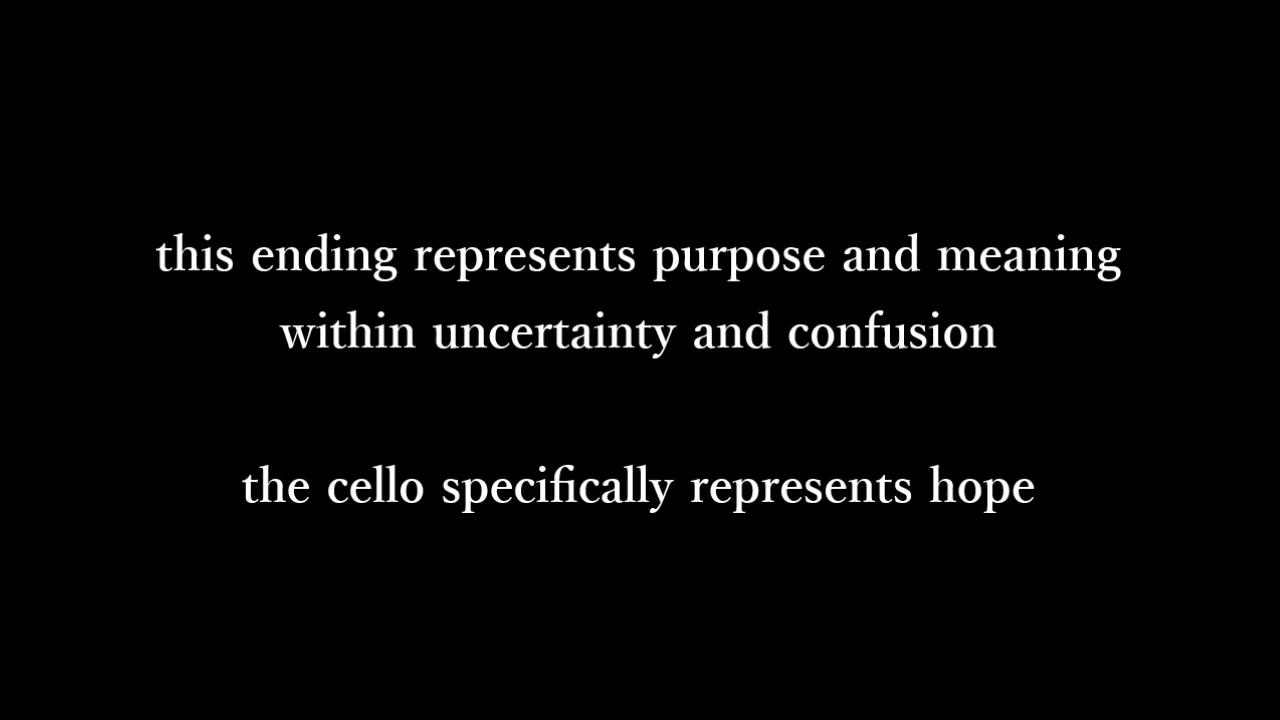 this ending represents purpose and meaning
within uncertainty and confusion
the cello specifically represents hope